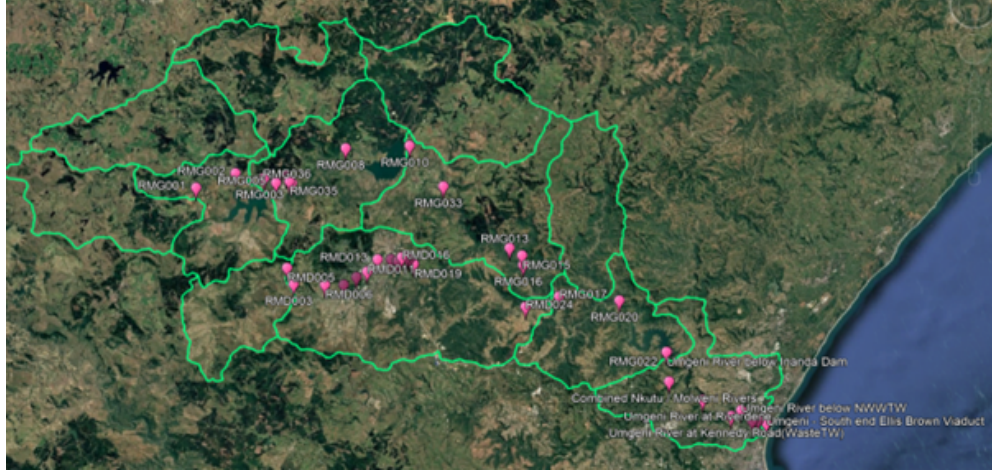 RMG008
RMG010
RMG002
RMG036
RMG001
RMG003
RMG035
RMG033
RMG013
RMD013
RMD016
RMG015
RMD005
RMD019
RMG016
RMD003
RMD006
RMG017
RMD024
RMG020
RMG022
Umgeni River below Inanda Dam
Combined Nkutu - Molweni Rivers
Umgeni River below NWWTW
Umgeni River at
Umgeni - South end Ellis Brown Viaduct
Umgeni River at Kennedy Road(WasteTW)